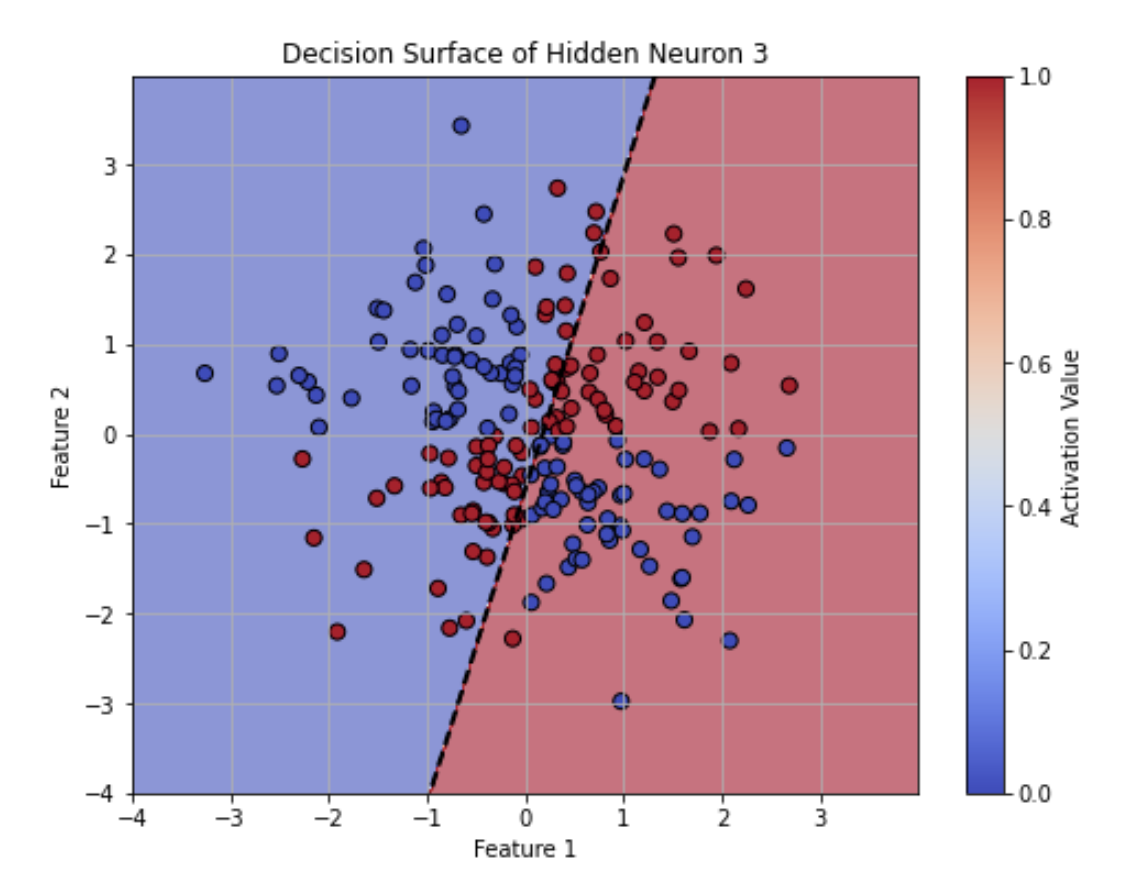 Decision Surface of Hidden Neuron 3
3
2
1
0
−1
−2
−3
−4
Feature 2
−4 −3 −2 −1 0 1 2 3
Feature 1
1.0
0.8
0.6
0.4
0.2
0.0
Activation Value